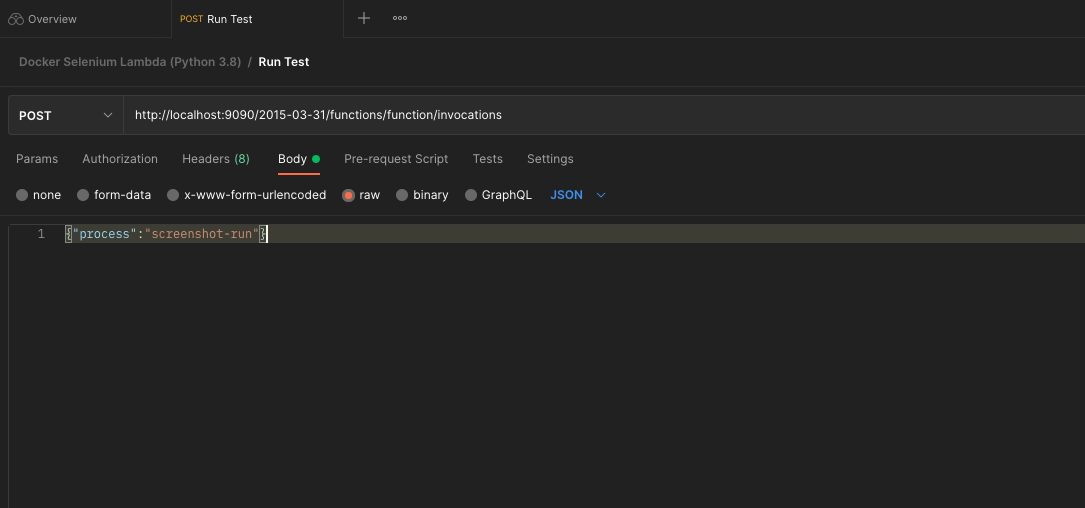 Overview
POST Run Test
Docker Selenium Lambda (Python 3.8) / Run Test
POST http://localhost:9090/2015-03-31/functions/function/invocations
Params Authorization Headers (8) Body Pre-request Script Tests Settings
none form-data x-www-form-urlencoded raw binary GraphQL JSON
1 {"process":"screenshot-run"}